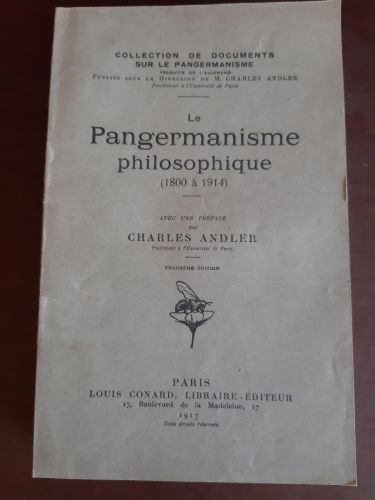 COLLECTION DE DOCUMENTS
SUR LE PANGERMANISME
TRADUITS DE L'ALLEMAND
PUBLIÉS SOUS LA DIRECTION DE M. CHARLES ANDLER
Professeur à l'Université de Paris
Le
Pangermanisme
philosophique
(1800 à 1914)
AVEC UNE PRÉFACE
par
CHARLES ANDLER
Professeur à l'Université de Paris.
TROISIÈME ÉDITION
PARIS
LOUIS CONARD, LIBRAIRE-ÉDITEUR
17, Boulevard de la Madeleine, 17
1917
Tous droits réservés